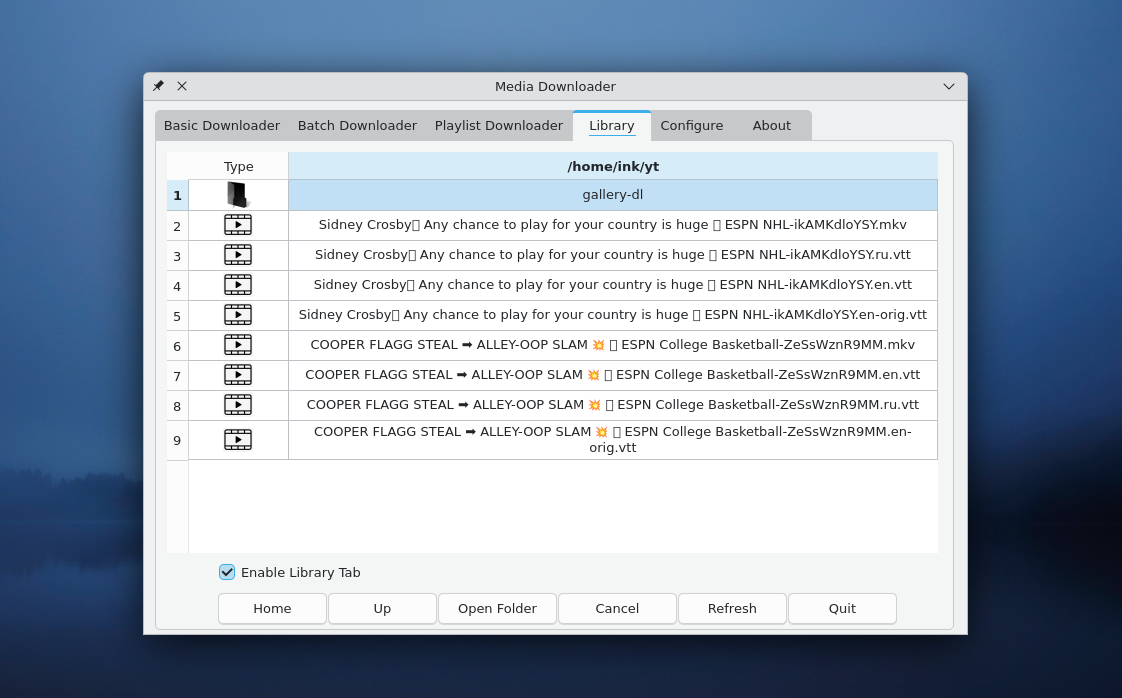 Media Downloader
Basic Downloader Batch Downloader Playlist Downloader Library Configure About
Type /home/ink/yt
1 gallery-dl
2 Sidney Crosby▯ Any chance to play for your country is huge ▯ ESPN NHL-ikAMKdloYSY.mkv
3 Sidney Crosby▯ Any chance to play for your country is huge ▯ ESPN NHL-ikAMKdloYSY.ru.vtt
4 Sidney Crosby▯ Any chance to play for your country is huge ▯ ESPN NHL-ikAMKdloYSY.en.vtt
5 Sidney Crosby▯ Any chance to play for your country is huge ▯ ESPN NHL-ikAMKdloYSY.en-orig.vtt
6 COOPER FLAGG STEAL ➡ ALLEY-OOP SLAM 💥 ▯ ESPN College Basketball-ZeSsWznR9MM.mkv
7 COOPER FLAGG STEAL ➡ ALLEY-OOP SLAM 💥 ▯ ESPN College Basketball-ZeSsWznR9MM.en.vtt
8 COOPER FLAGG STEAL ➡ ALLEY-OOP SLAM 💥 ▯ ESPN College Basketball-ZeSsWznR9MM.ru.vtt
9 COOPER FLAGG STEAL ➡ ALLEY-OOP SLAM 💥 ▯ ESPN College Basketball-ZeSsWznR9MM.en-
orig.vtt
Enable Library Tab
Home Up Open Folder Cancel Refresh Quit